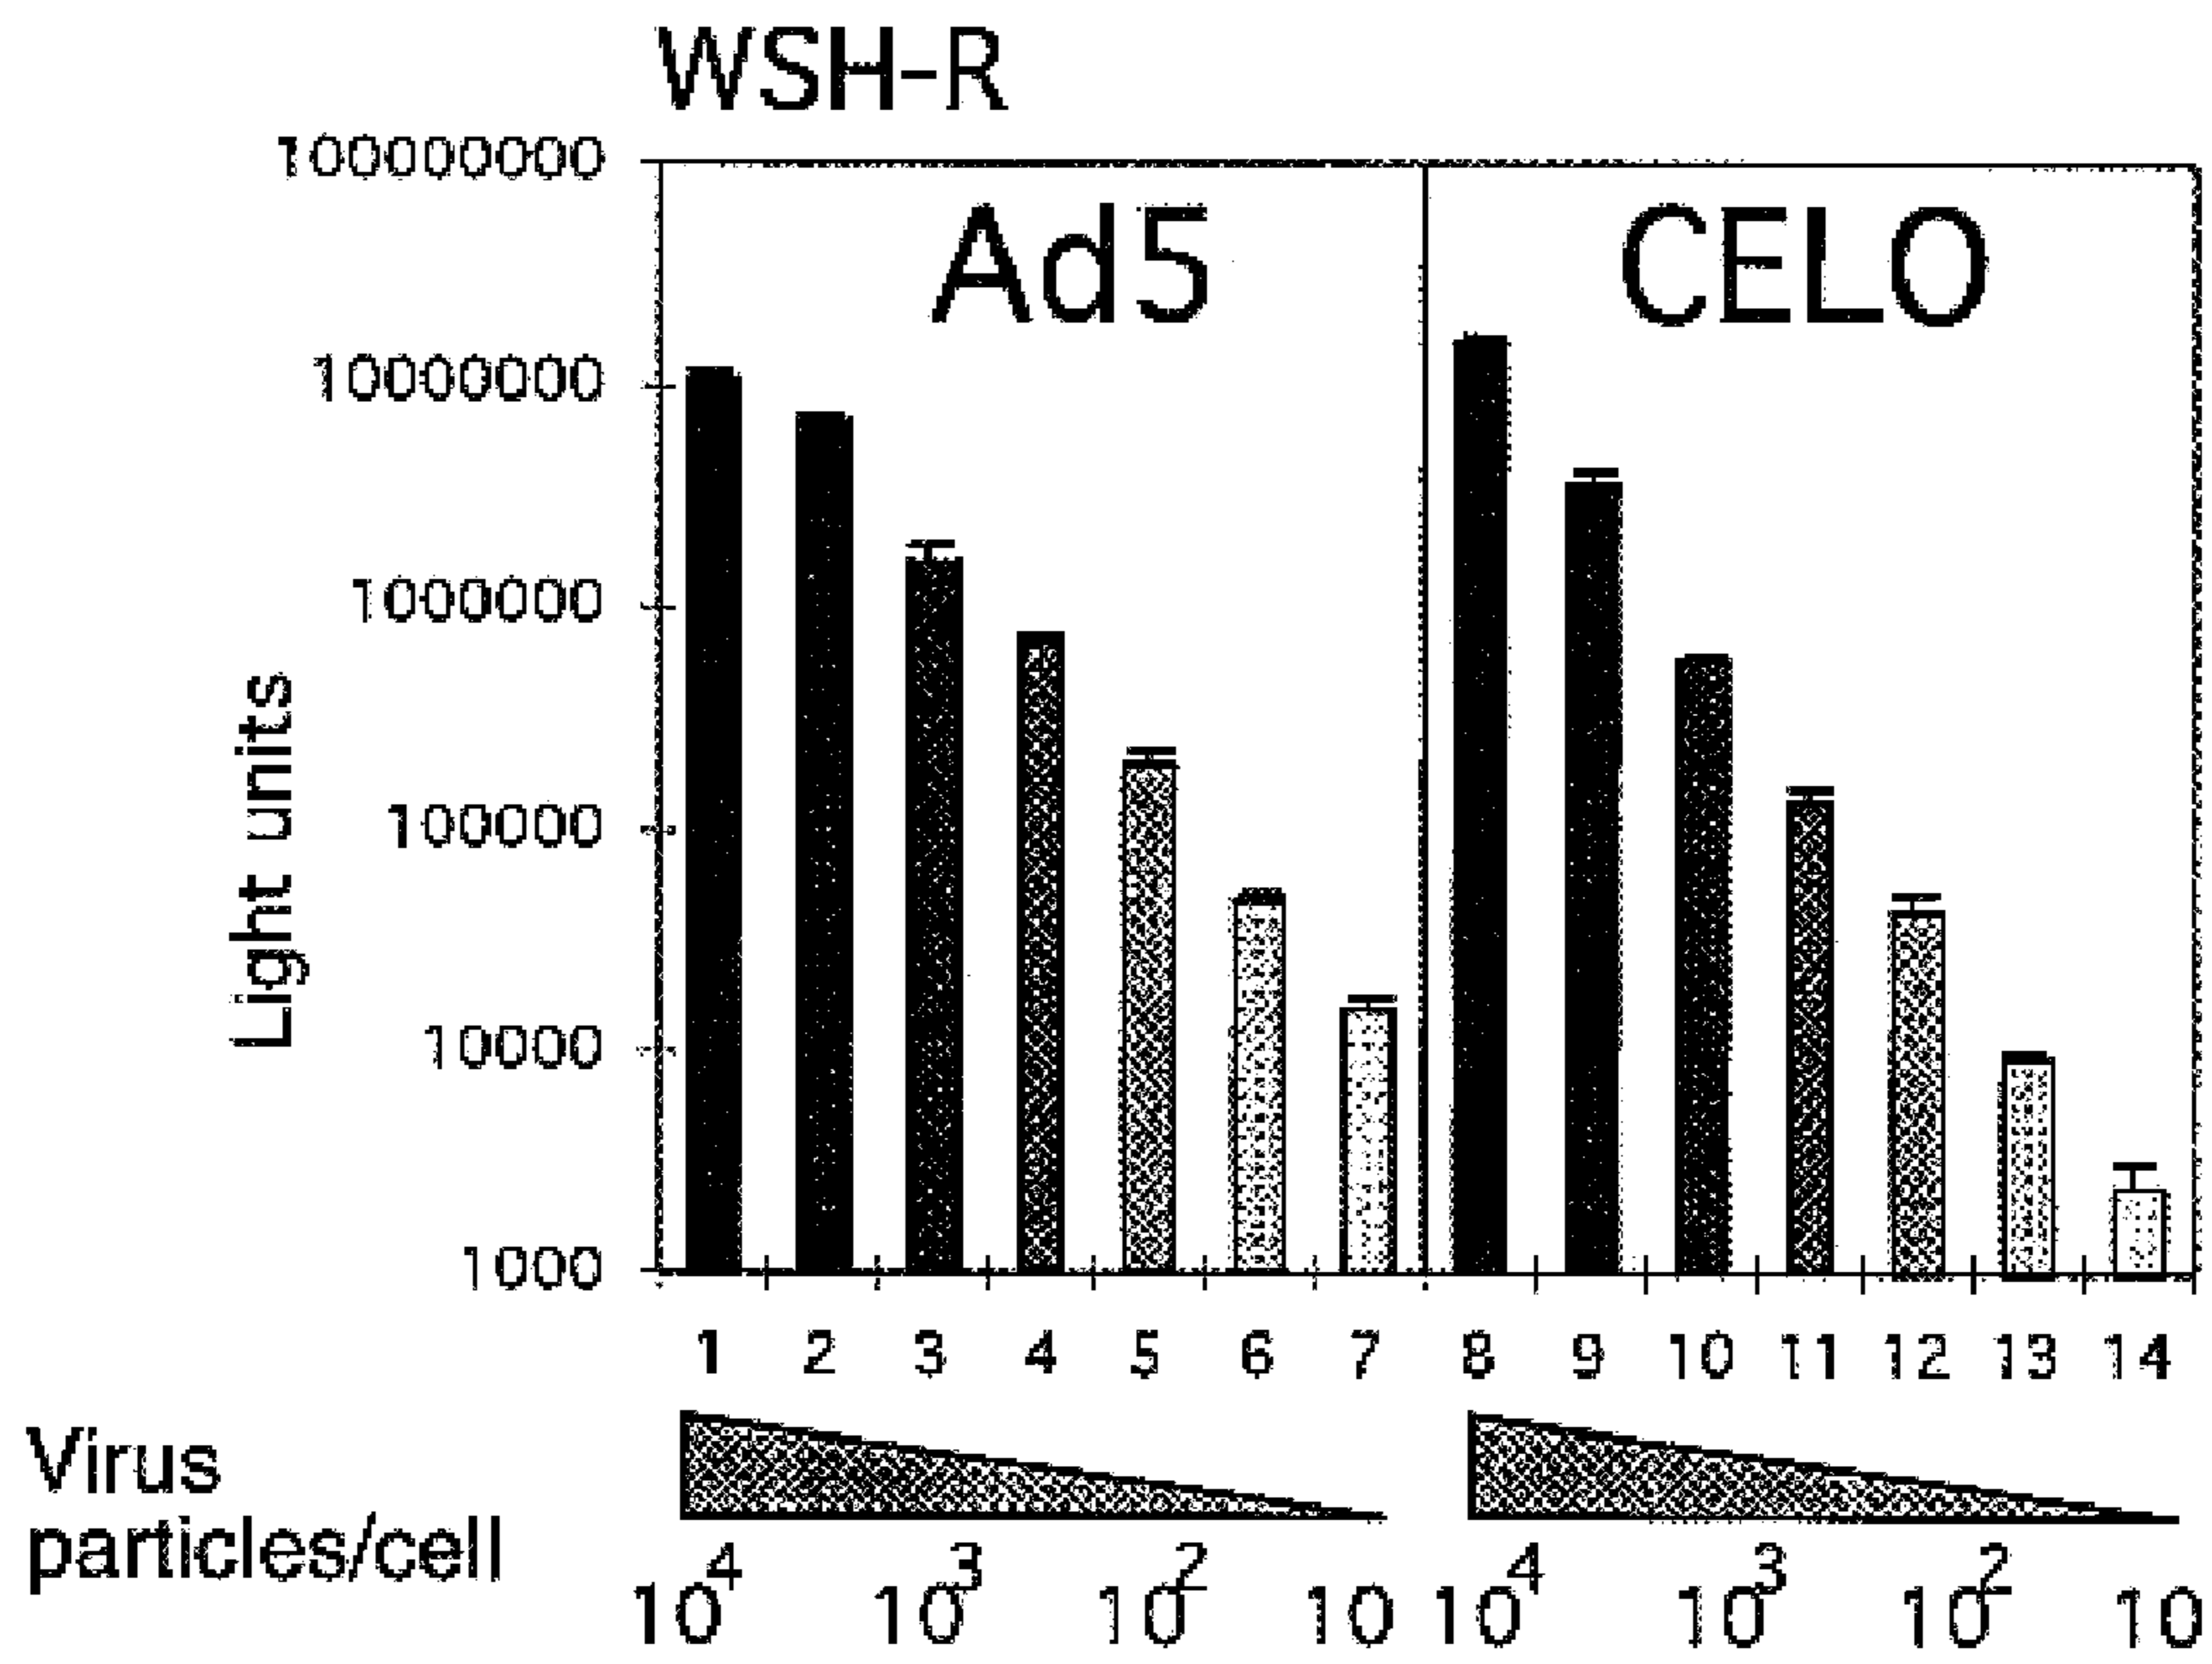 WSH-R
100000000
10000000
1000000
100000
10000
1000
Light units
Ad5
CELO
1 2 3 4 5 6 7 8 9 10 11 12 13 14
Virus
particles/cell
10⁴ 10³ 10² 10 10⁴ 10³ 10² 10